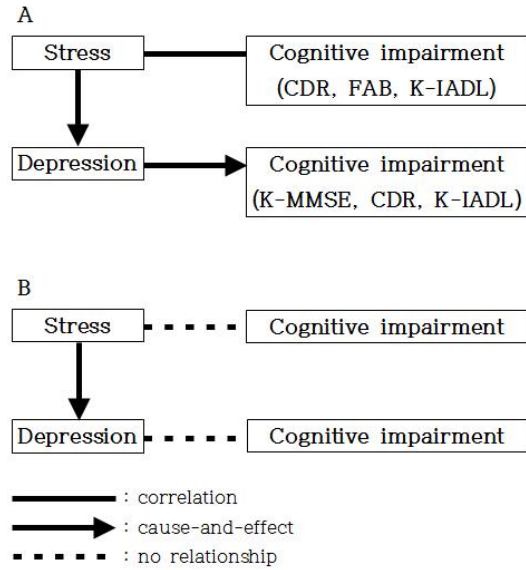 A
Stress
Cognitive impairment
(CDR, FAB, K-IADL)
Depression
Cognitive impairment
(K-MMSE, CDR, K-IADL)
B
Stress
Cognitive impairment
Depression
Cognitive impairment
: correlation
: cause-and-effect
: no relationship